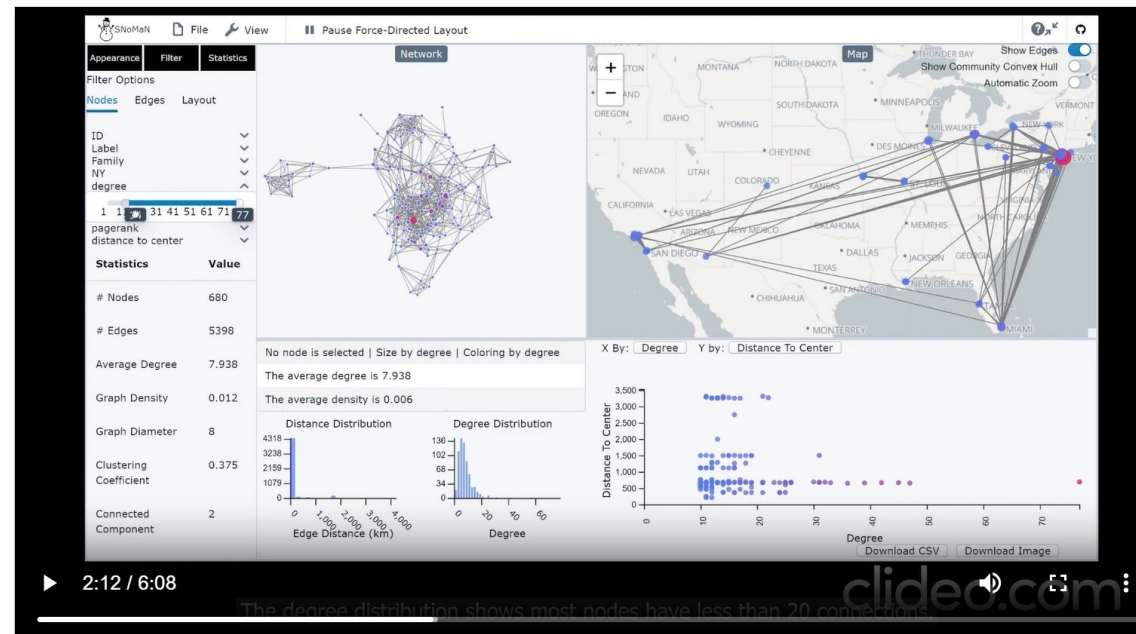 SNoMaN File View Pause Force-Directed Layout
Appearance Filter Statistics
Filter Options
Nodes Edges Layout
ID
Label
Family
NY
degree
31 41 51 61 71 77
pagerank
distance to center
Statistics Value
# Nodes 680
# Edges 5398
Average Degree 7.938
Graph Density 0.012
Graph Diameter 8
Clustering Coefficient 0.375
Connected Component 2
Network
No node is selected | Size by degree | Coloring by degree
The average degree is 7.938
The average density is 0.006
Distance Distribution
4318
3238
2159
1079
0
0 1,000 2,000 3,000 4,000
Edge Distance (km)
Degree Distribution
136
102
68
34
0
0 20 40 60
Degree
Map
+
−
Show Edges
Show Community Convex Hull
Automatic Zoom
THUNDER BAY
MONTANA
NORTH DAKOTA
MINNEAPOLIS
VERMONT
OREGON
IDAHO
SOUTH DAKOTA
WYOMING
MILWAUKEE
NEW YORK
CHEYENNE
DES MOINES
NEVADA
UTAH
COLORADO
KANSAS
ST. LOUIS
VIRGINIA
CALIFORNIA
LAS VEGAS
ARIZONA
NEW MEXICO
OKLAHOMA
MEMPHIS
NORTH CAROLINA
SAN DIEGO
DALLAS
JACKSON
GEORGIA
TEXAS
SAN ANTONIO
NEW ORLEANS
CHIHUAHUA
MONTERREY
MIAMI
X By: Degree Y by: Distance To Center
3,500
3,000
2,500
2,000
1,500
1,000
500
0
Distance To Center
0 10 20 30 40 50 60 70
Degree
Download CSV Download Image
2:12 / 6:08
clideo.com
The degree distribution shows most nodes have less than 20 connections.